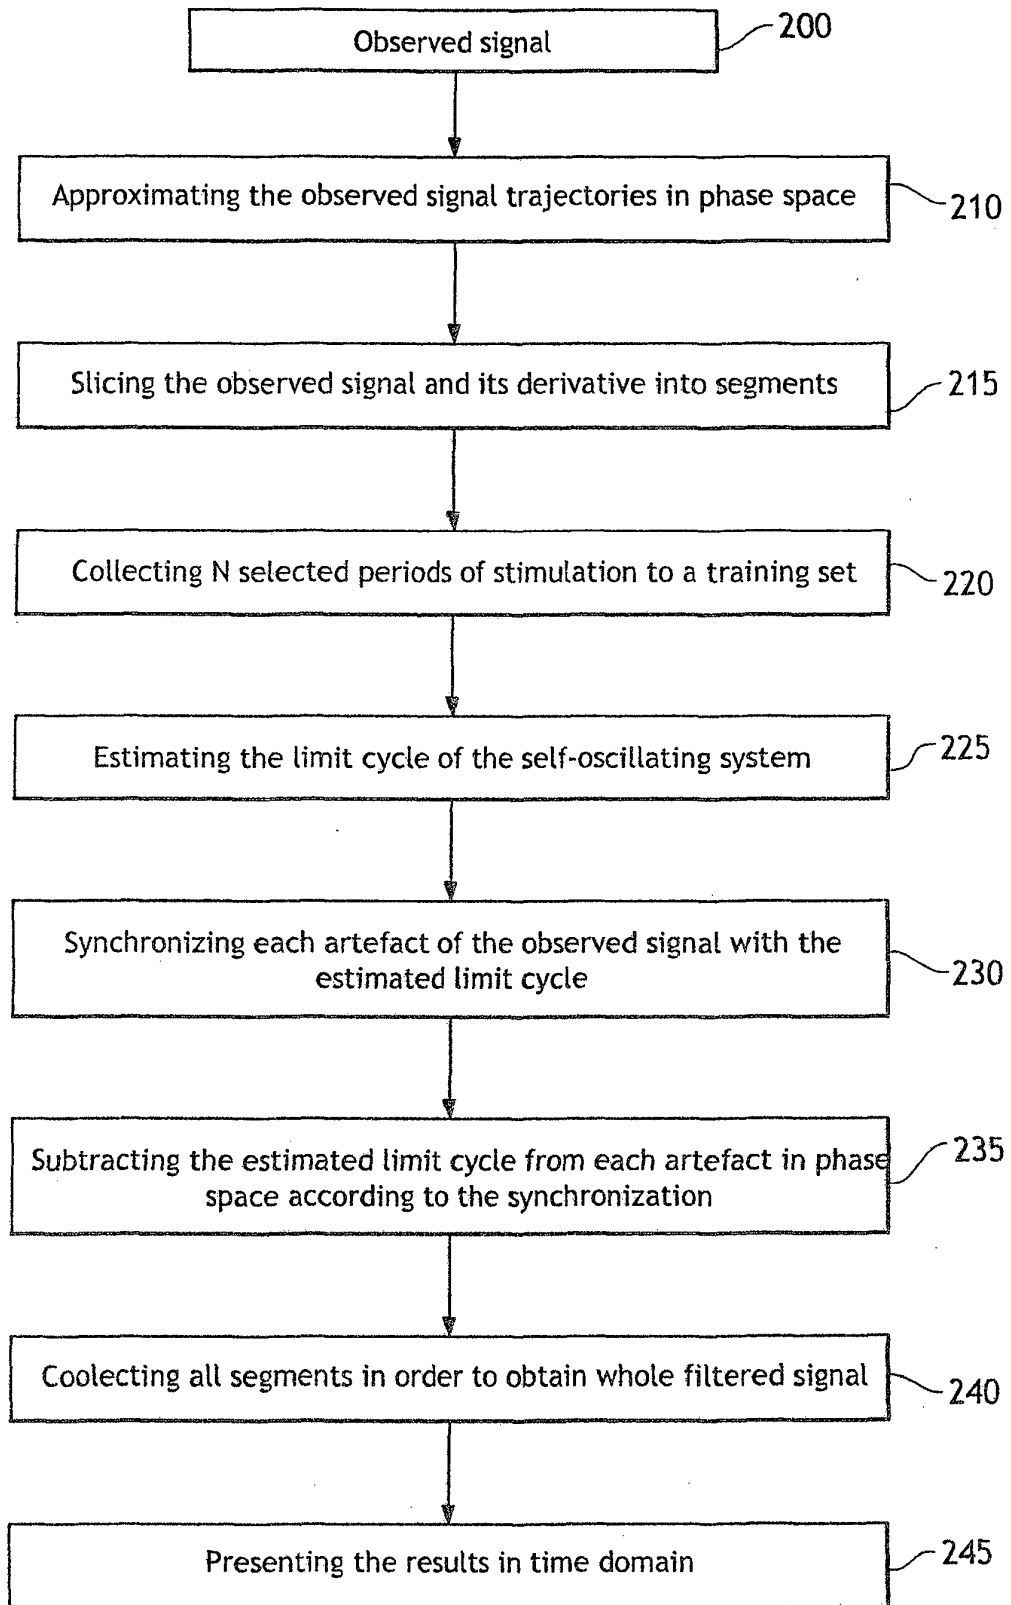 Observed signal
200
Approximating the observed signal trajectories in phase space
210
Slicing the observed signal and its derivative into segments
215
Collecting N selected periods of stimulation to a training set
220
Estimating the limit cycle of the self-oscillating system
225
Synchronizing each artefact of the observed signal with the
estimated limit cycle
230
Subtracting the estimated limit cycle from each artefact in phase
space according to the synchronization
235
Coolecting all segments in order to obtain whole filtered signal
240
Presenting the results in time domain
245